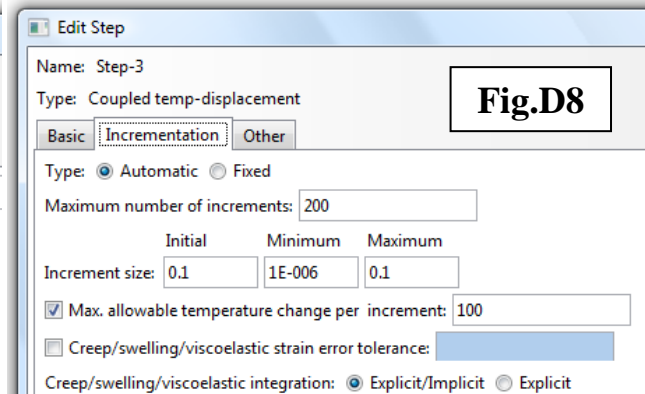 Edit Step
Name: Step-3
Type: Coupled temp-displacement
Fig.D8
Basic Incrementation Other
Type: Automatic Fixed
Maximum number of increments: 200
Initial Minimum Maximum
Increment size: 0.1 1E-006 0.1
Max. allowable temperature change per increment: 100
Creep/swelling/viscoelastic strain error tolerance:
Creep/swelling/viscoelastic integration: Explicit/Implicit Explicit